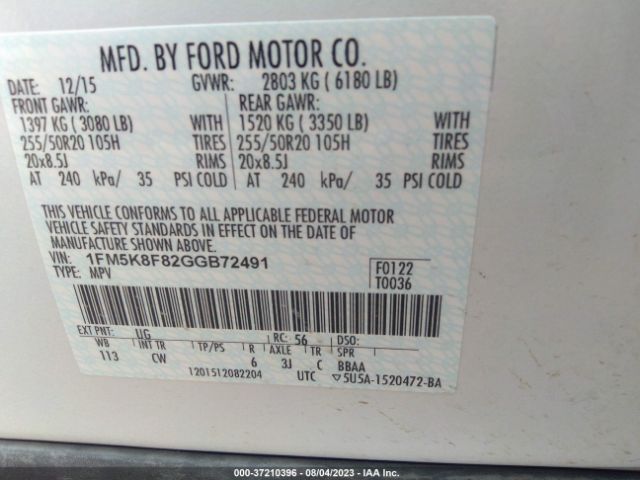 MFD. BY FORD MOTOR CO.
DATE: 12/15 GVWR: 2803 KG ( 6180 LB)
FRONT GAWR: REAR GAWR:
1397 KG ( 3080 LB) WITH 1520 KG ( 3350 LB) WITH
255/50R20 105H TIRES 255/50R20 105H TIRES
20x8.5J RIMS 20x8.5J RIMS
AT 240 kPa/ 35 PSI COLD AT 240 kPa/ 35 PSI COLD
THIS VEHICLE CONFORMS TO ALL APPLICABLE FEDERAL MOTOR
VEHICLE SAFETY STANDARDS IN EFFECT ON THE DATE OF
MANUFACTURE SHOWN ABOVE.
VIN: 1FM5K8F82GGB72491
TYPE: MPV
F0122
T0036
EXT PNT: UG RC: 56 DSO:
WB INT TR TP/PS R AXLE TR SPR
113 CW 6 3J C BBAA
1201512082204 UTC ▽5U5A-1520472-BA
000-37210396 - 08/04/2023 - IAA Inc.